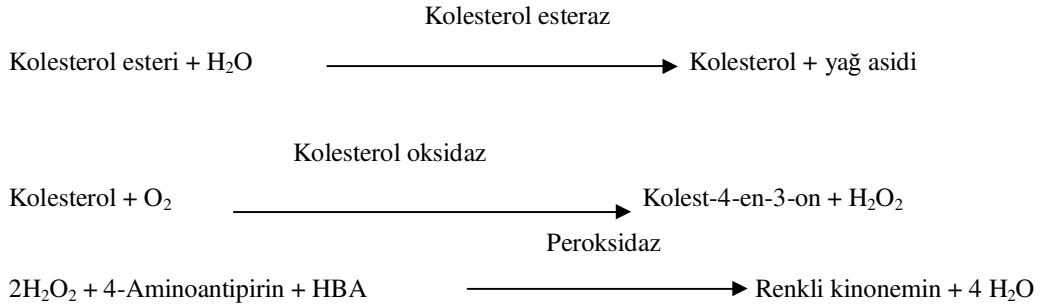 Kolesterol esteraz
Kolesterol esteri + H₂O Kolesterol + yağ asidi
Kolesterol oksidaz
Kolesterol + O₂ Kolest-4-en-3-on + H₂O₂
Peroksidaz
2H₂O₂ + 4-Aminoantipirin + HBA Renkli kinonemin + 4 H₂O